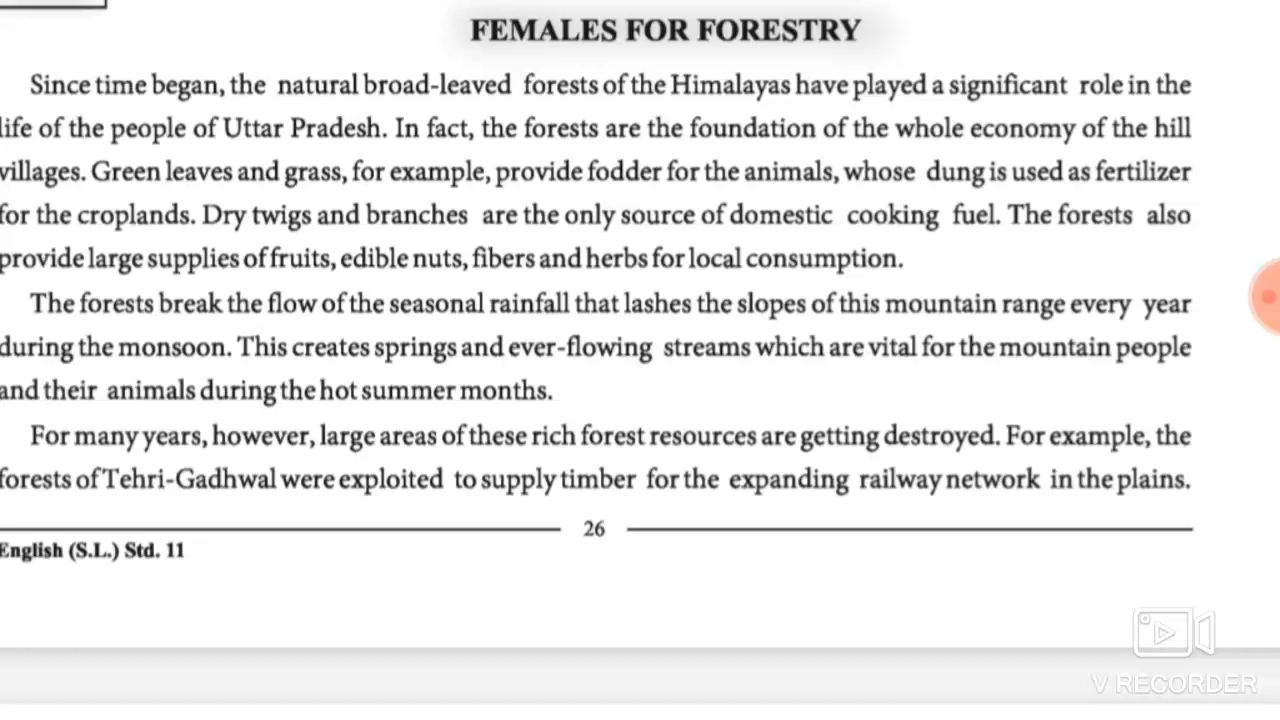 FEMALES FOR FORESTRY
Since time began, the natural broad-leaved forests of the Himalayas have played a significant role in the
life of the people of Uttar Pradesh. In fact, the forests are the foundation of the whole economy of the hill
villages. Green leaves and grass, for example, provide fodder for the animals, whose dung is used as fertilizer
for the croplands. Dry twigs and branches are the only source of domestic cooking fuel. The forests also
provide large supplies of fruits, edible nuts, fibers and herbs for local consumption.
The forests break the flow of the seasonal rainfall that lashes the slopes of this mountain range every year
during the monsoon. This creates springs and ever-flowing streams which are vital for the mountain people
and their animals during the hot summer months.
For many years, however, large areas of these rich forest resources are getting destroyed. For example, the
forests of Tehri-Gadhwal were exploited to supply timber for the expanding railway network in the plains.
26
English (S.L.) Std. 11
V RECORDER